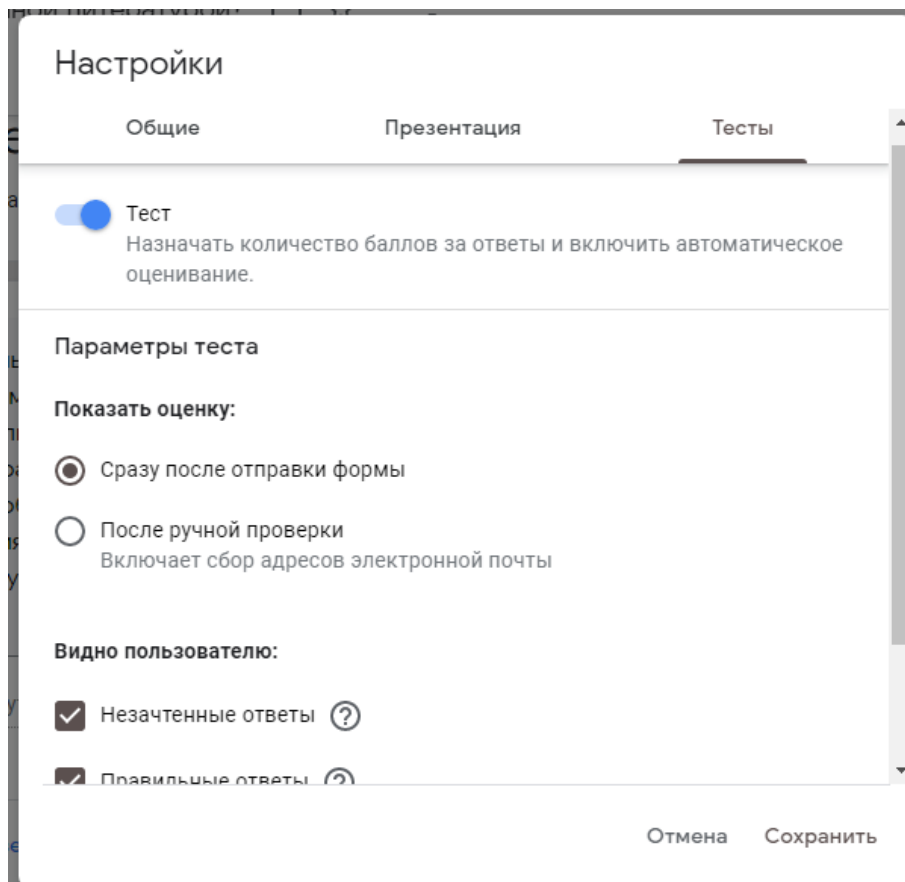 Настройки
Общие Презентация Тесты
Тест
Назначать количество баллов за ответы и включить автоматическое
оценивание.
Параметры теста
Показать оценку:
Сразу после отправки формы
После ручной проверки
Включает сбор адресов электронной почты
Видно пользователю:
Незачтенные ответы
Правильные ответы
Отмена Сохранить